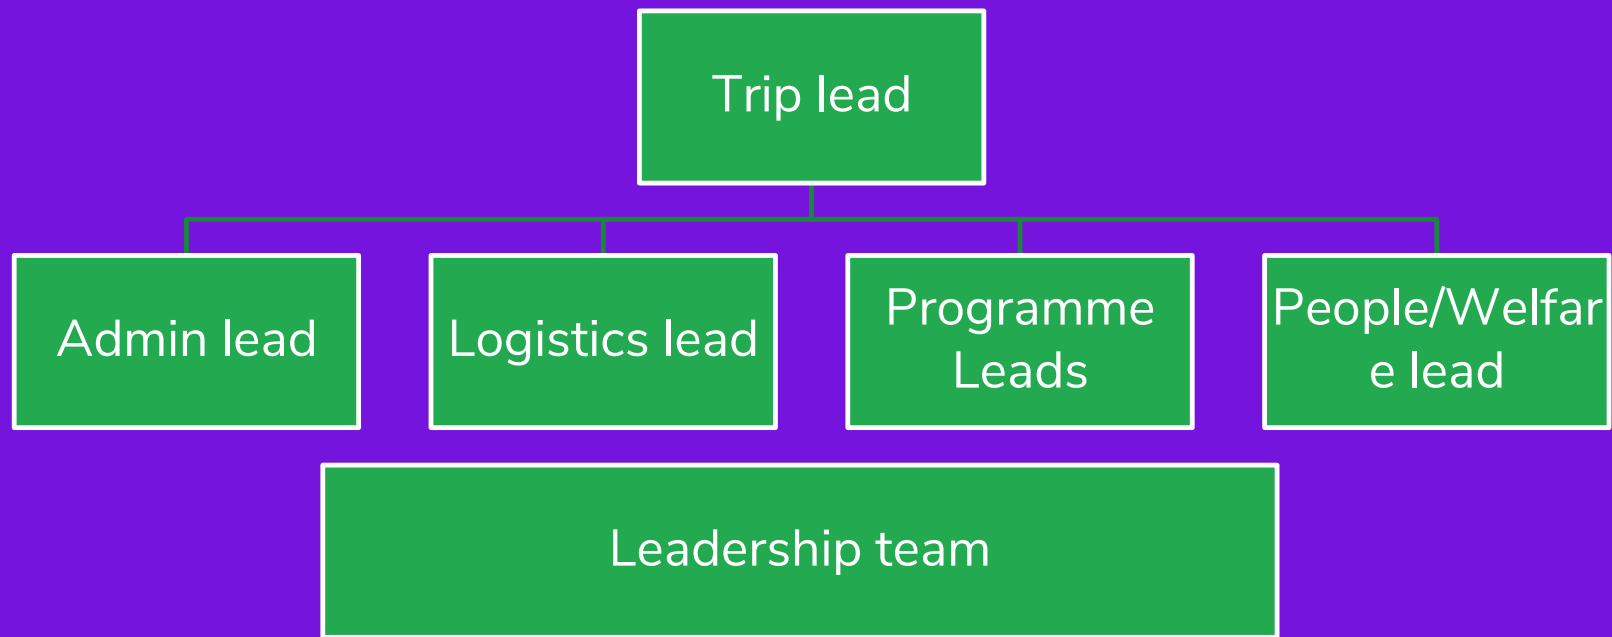 Trip lead
Admin lead
Logistics lead
Programme
Leads
People/Welfar
e lead
Leadership team